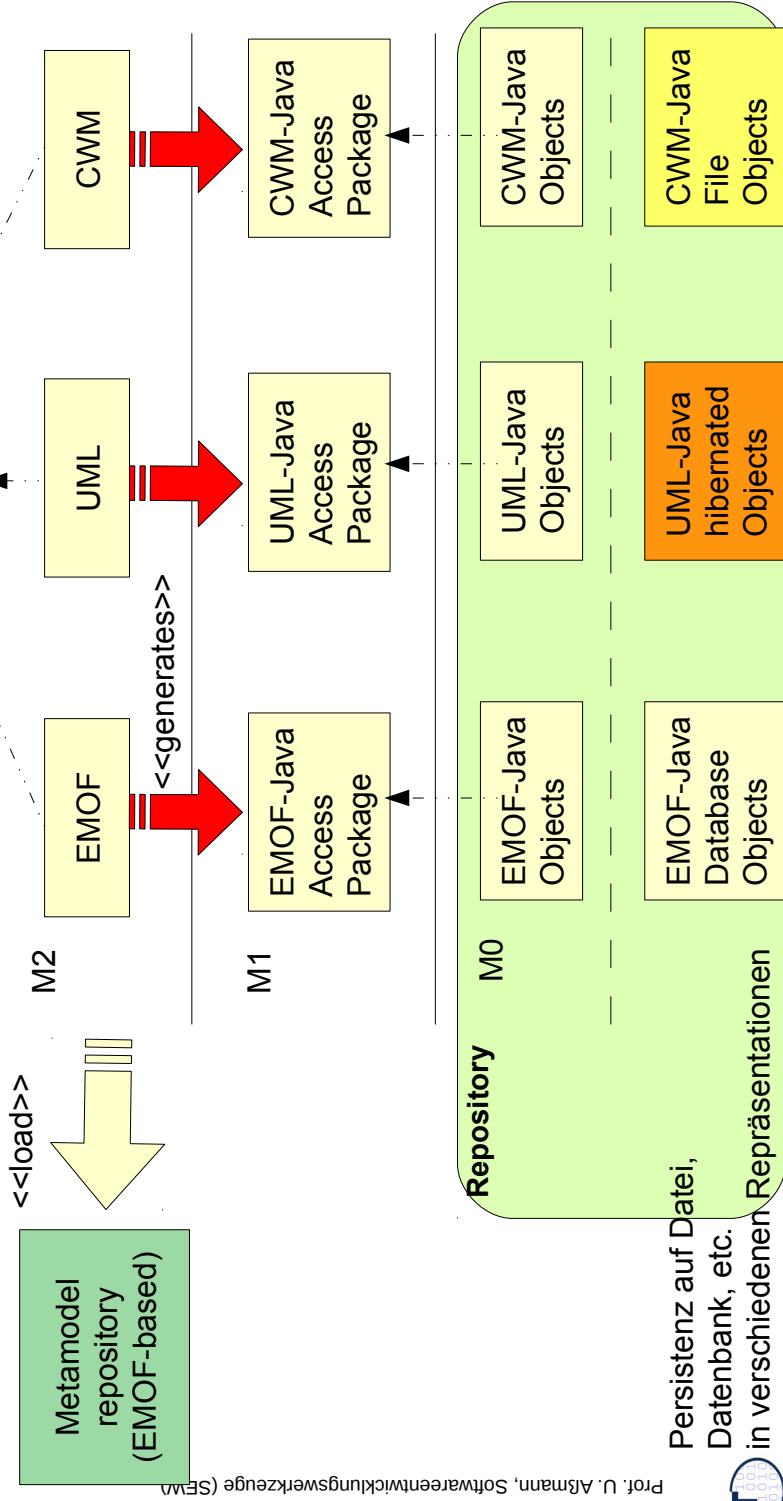 <<load>>
Metamodel
repository
(EMOF-based)
M2
EMOF
UML
CWM
<<generates>>
M1
EMOF-Java
Access
Package
UML-Java
Access
Package
CWM-Java
Access
Package
Repository
M0
EMOF-Java
Objects
UML-Java
Objects
CWM-Java
Objects
EMOF-Java
Database
Objects
UML-Java
hibernated
Objects
CWM-Java
File
Objects
Persistenz auf Datei,
Datenbank, etc.
in verschiedenen Repräsentationen
Prof. U. Aßmann, Softwareentwicklungswerkzeuge (SEW)